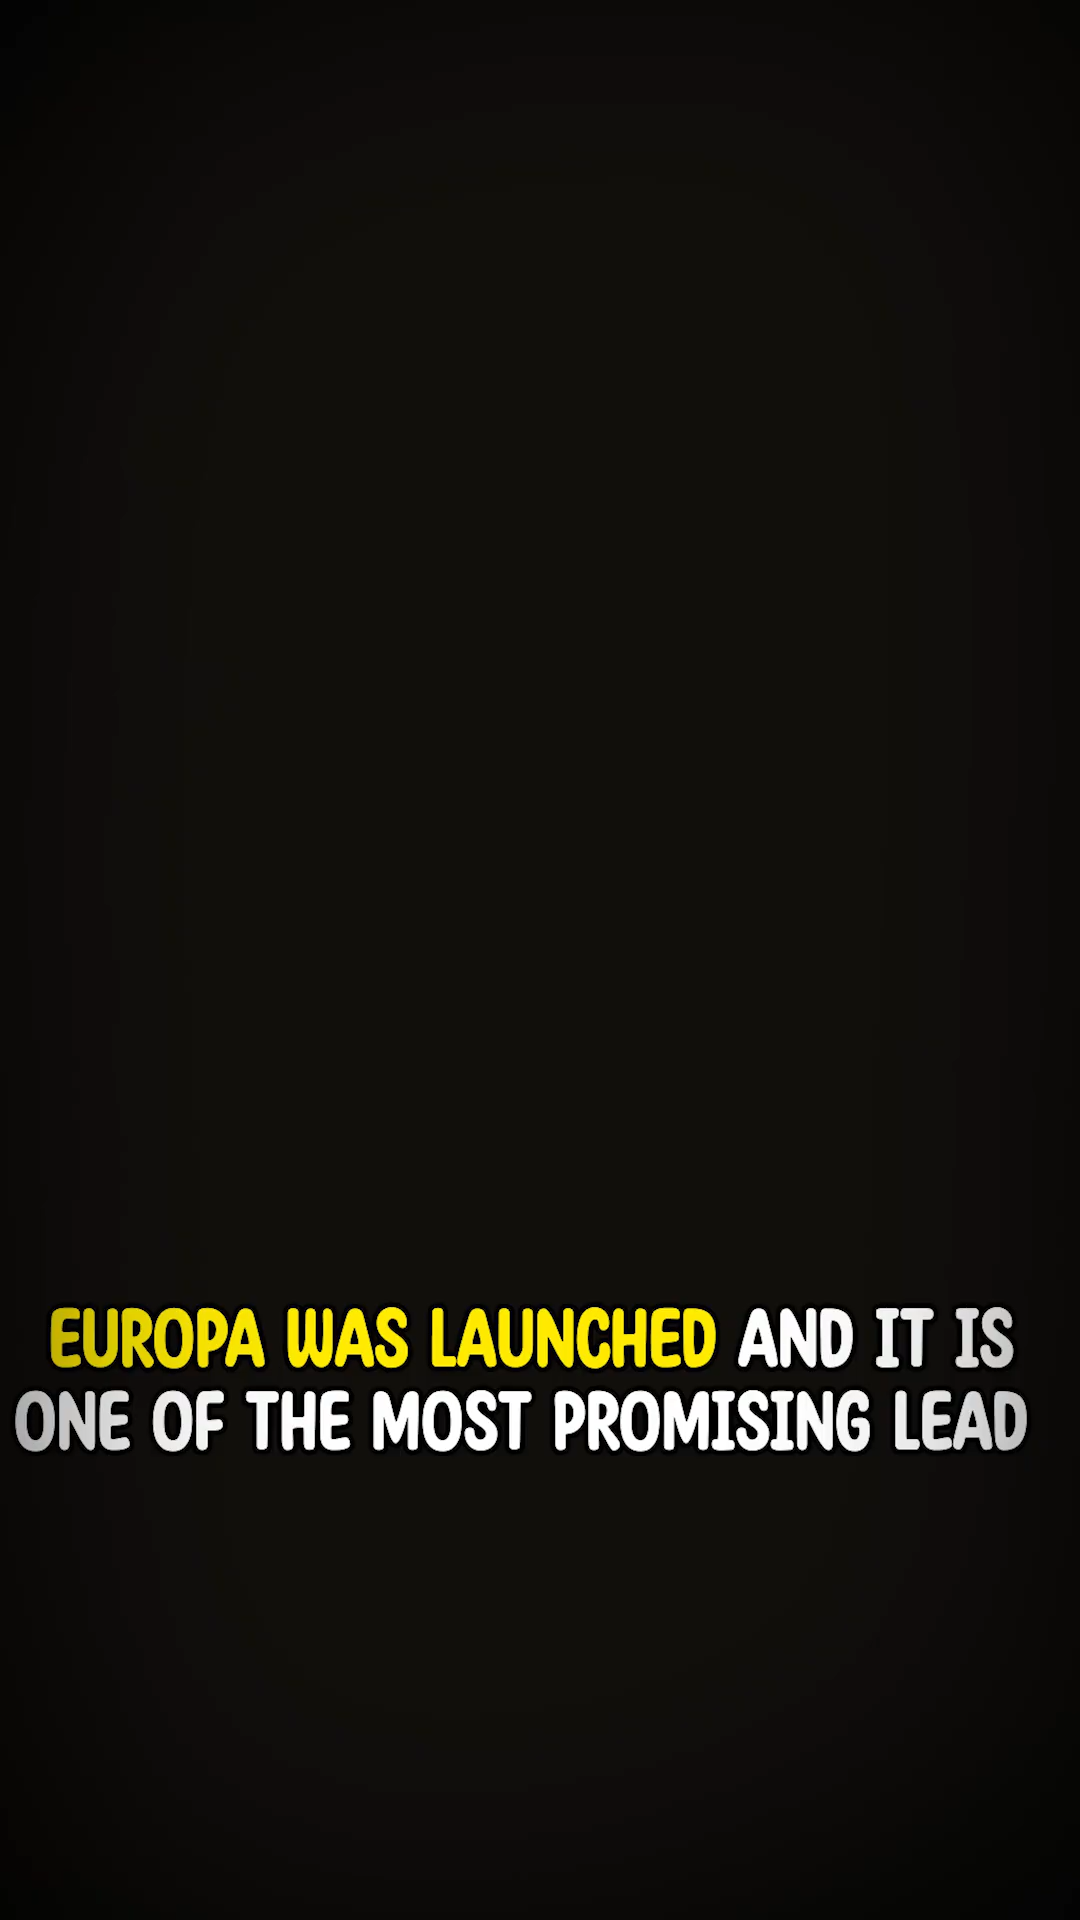 EUROPA WAS LAUNCHED AND IT IS
ONE OF THE MOST PROMISING LEAD